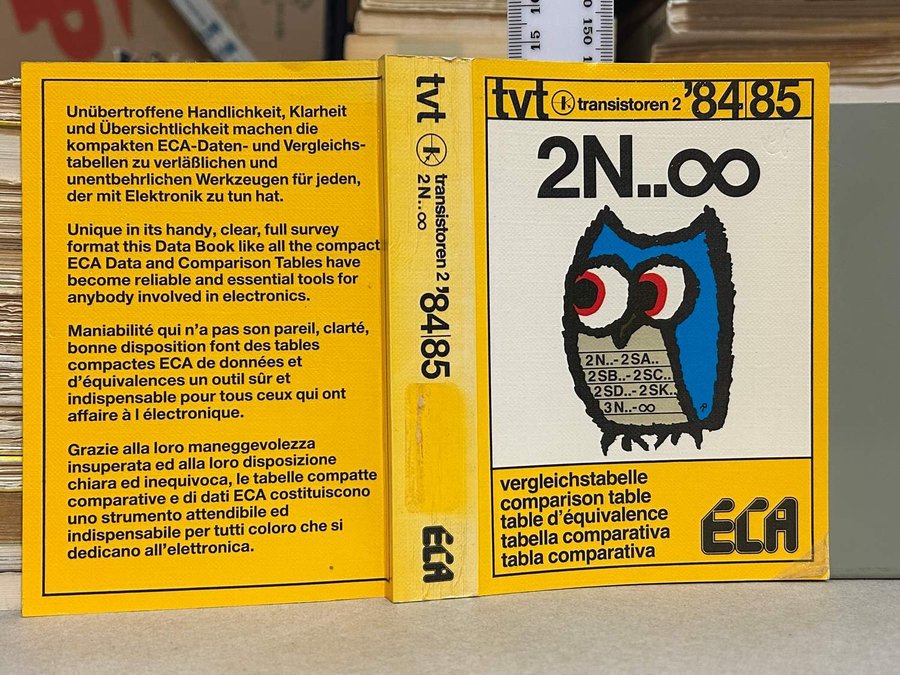 Unübertroffene Handlichkeit, Klarheit
und Übersichtlichkeit machen die
kompakten ECA-Daten- und Vergleichs-
tabellen zu verläßlichen und
unentbehrlichen Werkzeugen für jeden,
der mit Elektronik zu tun hat.
Unique in its handy, clear, full survey
format this Data Book like all the compact
ECA Data and Comparison Tables have
become reliable and essential tools for
anybody involved in electronics.
Maniabilité qui n'a pas son pareil, clarté,
bonne disposition font des tables
compactes ECA de données et
d'équivalences un outil sûr et
indispensable pour tous ceux qui ont
affaire à l électronique.
Grazie alla loro maneggevolezza
insuperata ed alla loro disposizione
chiara ed inequivoca, le tabelle compatte
comparative e di dati ECA costituiscono
uno strumento attendibile ed
indispensabile per tutti coloro che si
dedicano all'elettronica.
tvt transistoren 2 '84|85
2N..∞
ECA
tvt transistoren 2 '84|85
2N..∞
2N..-2SA..
2SB..-2SC..
2SD..-2SK..
3N..-∞
vergleichstabelle
comparison table
table d'équivalence
tabella comparativa
tabla comparativa
ECA
15
150